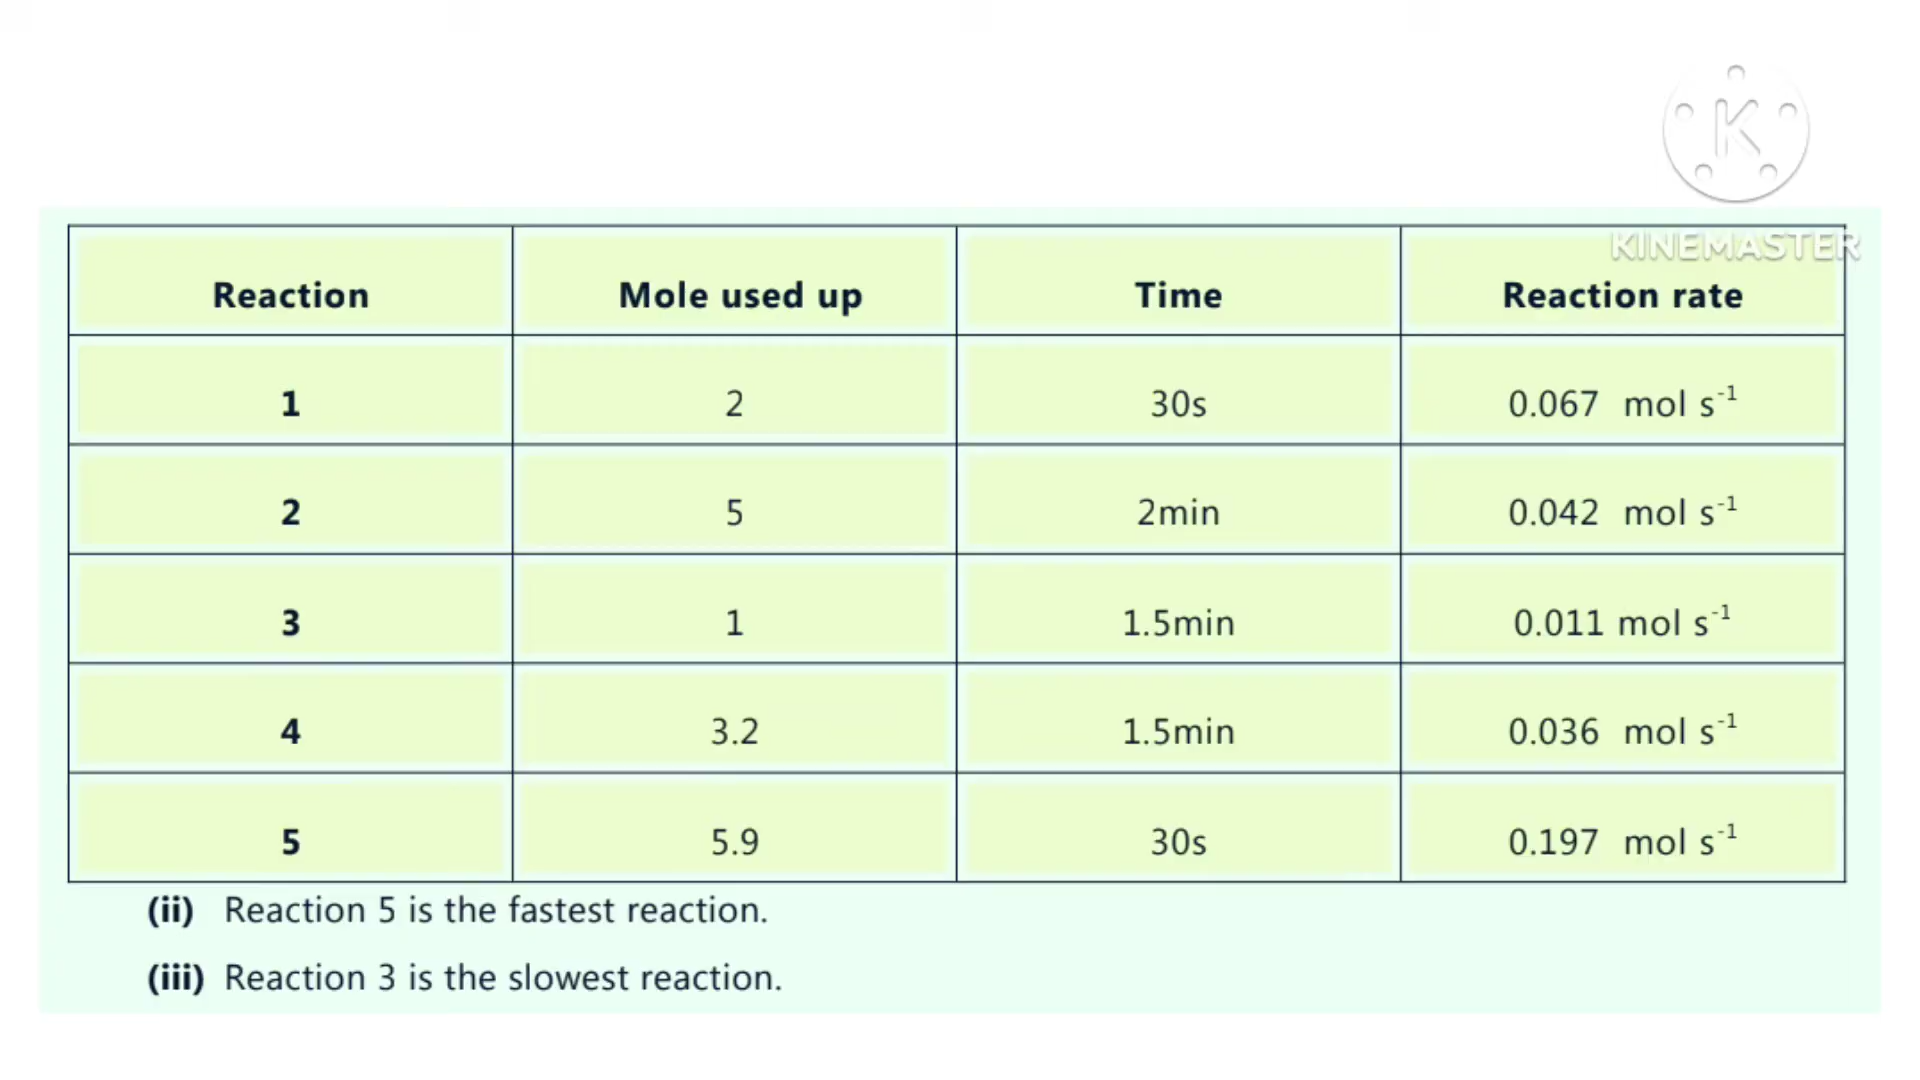 K
KINEMASTER
Reaction Mole used up Time Reaction rate
1 2 30s 0.067 mol s⁻¹
2 5 2min 0.042 mol s⁻¹
3 1 1.5min 0.011 mol s⁻¹
4 3.2 1.5min 0.036 mol s⁻¹
5 5.9 30s 0.197 mol s⁻¹
(ii) Reaction 5 is the fastest reaction.
(iii) Reaction 3 is the slowest reaction.